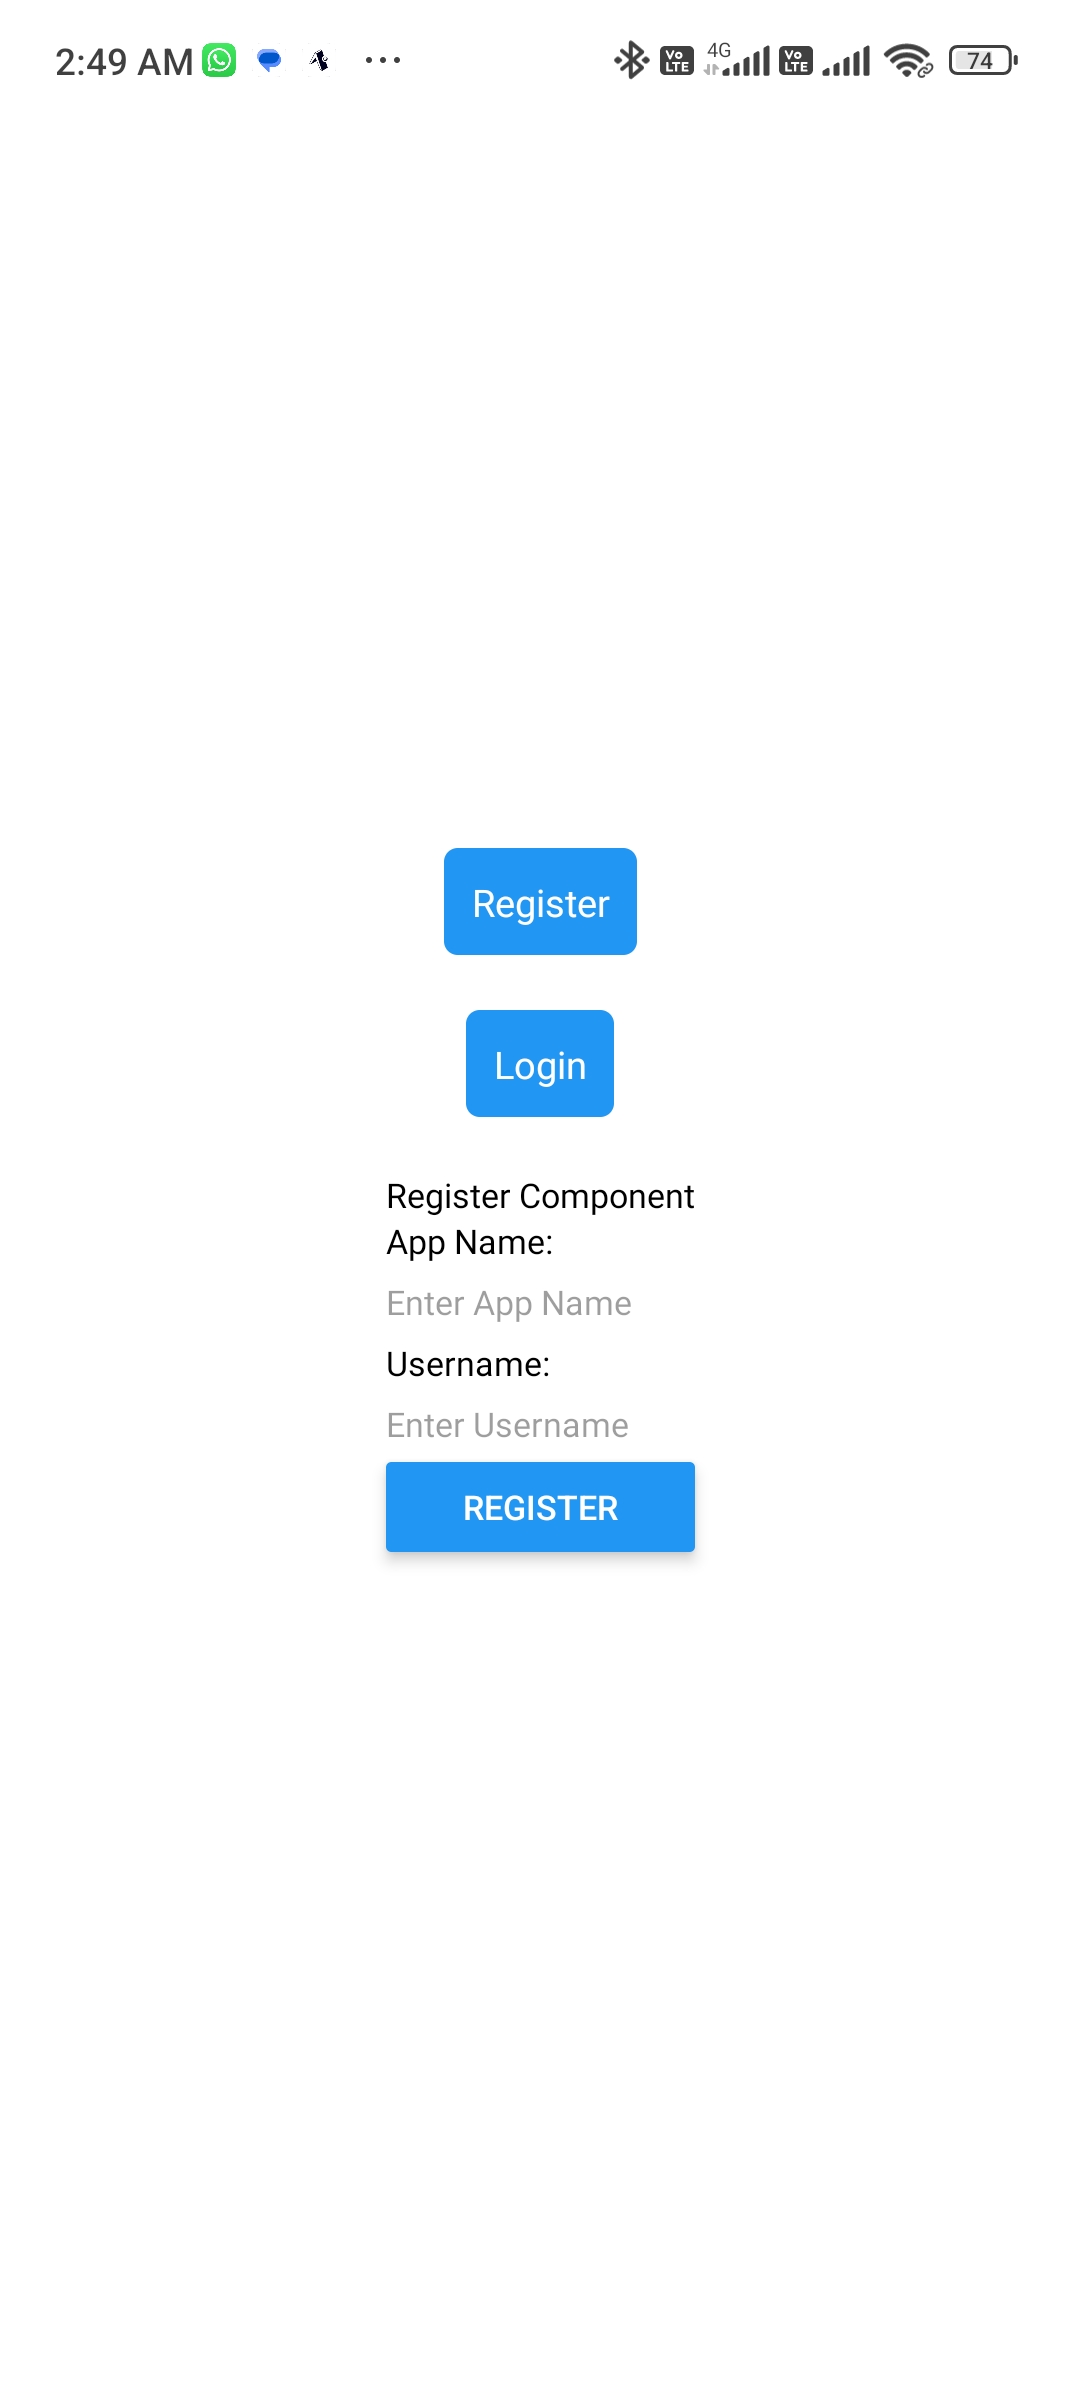 2:49 AM
Vo LTE
4G
Vo LTE
74
Register
Login
Register Component
App Name:
Enter App Name
Username:
Enter Username
REGISTER